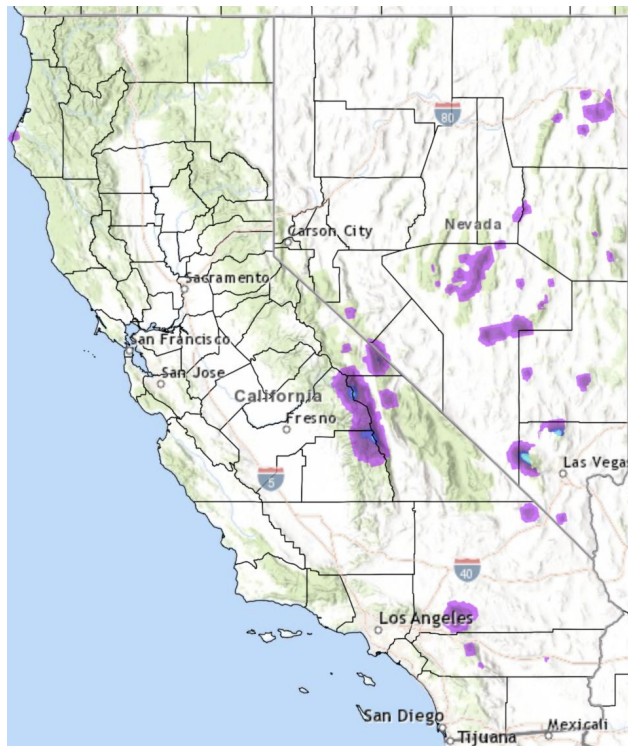 80
Nevada
Carson City
Sacramento
San Francisco
San Jose
California
Fresno
5
Las Vegas
40
Los Angeles
San Diego
Tijuana
Mexicali